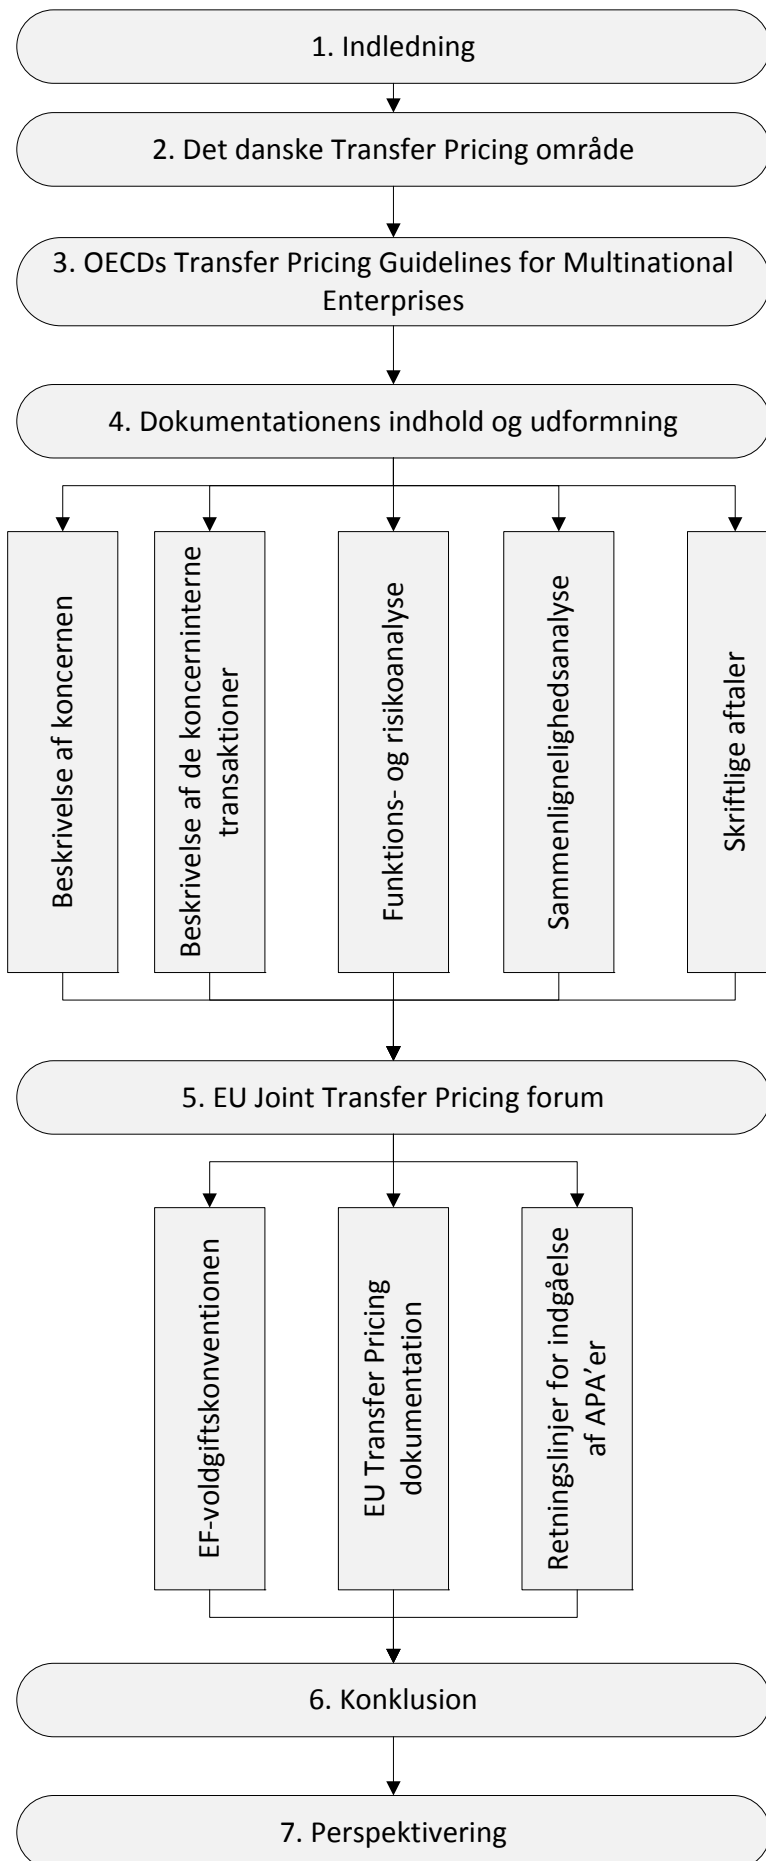 1. Indledning
2. Det danske Transfer Pricing område
3. OECDs Transfer Pricing Guidelines for Multinational
Enterprises
4. Dokumentationens indhold og udformning
Beskrivelse af koncernen
Beskrivelse af de koncerninterne
transaktioner
Funktions- og risikoanalyse
Sammenlignelighedsanalyse
Skriftlige aftaler
5. EU Joint Transfer Pricing forum
EF-voldgiftskonventionen
EU Transfer Pricing
dokumentation
Retningslinjer for indgåelse
af APA’er
6. Konklusion
7. Perspektivering